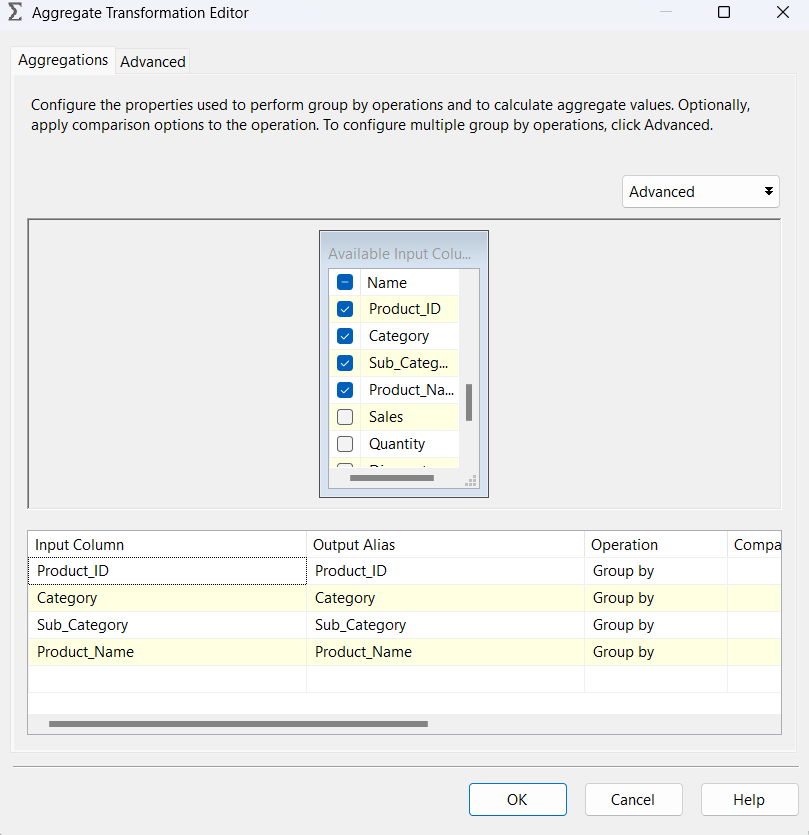 Aggregate Transformation Editor
Aggregations Advanced
Configure the properties used to perform group by operations and to calculate aggregate values. Optionally,
apply comparison options to the operation. To configure multiple group by operations, click Advanced.
Advanced
Available Input Colu...
Name
Product_ID
Category
Sub_Categ...
Product_Na...
Sales
Quantity
Input Column Output Alias Operation Compa
Product_ID Product_ID Group by
Category Category Group by
Sub_Category Sub_Category Group by
Product_Name Product_Name Group by
OK Cancel Help